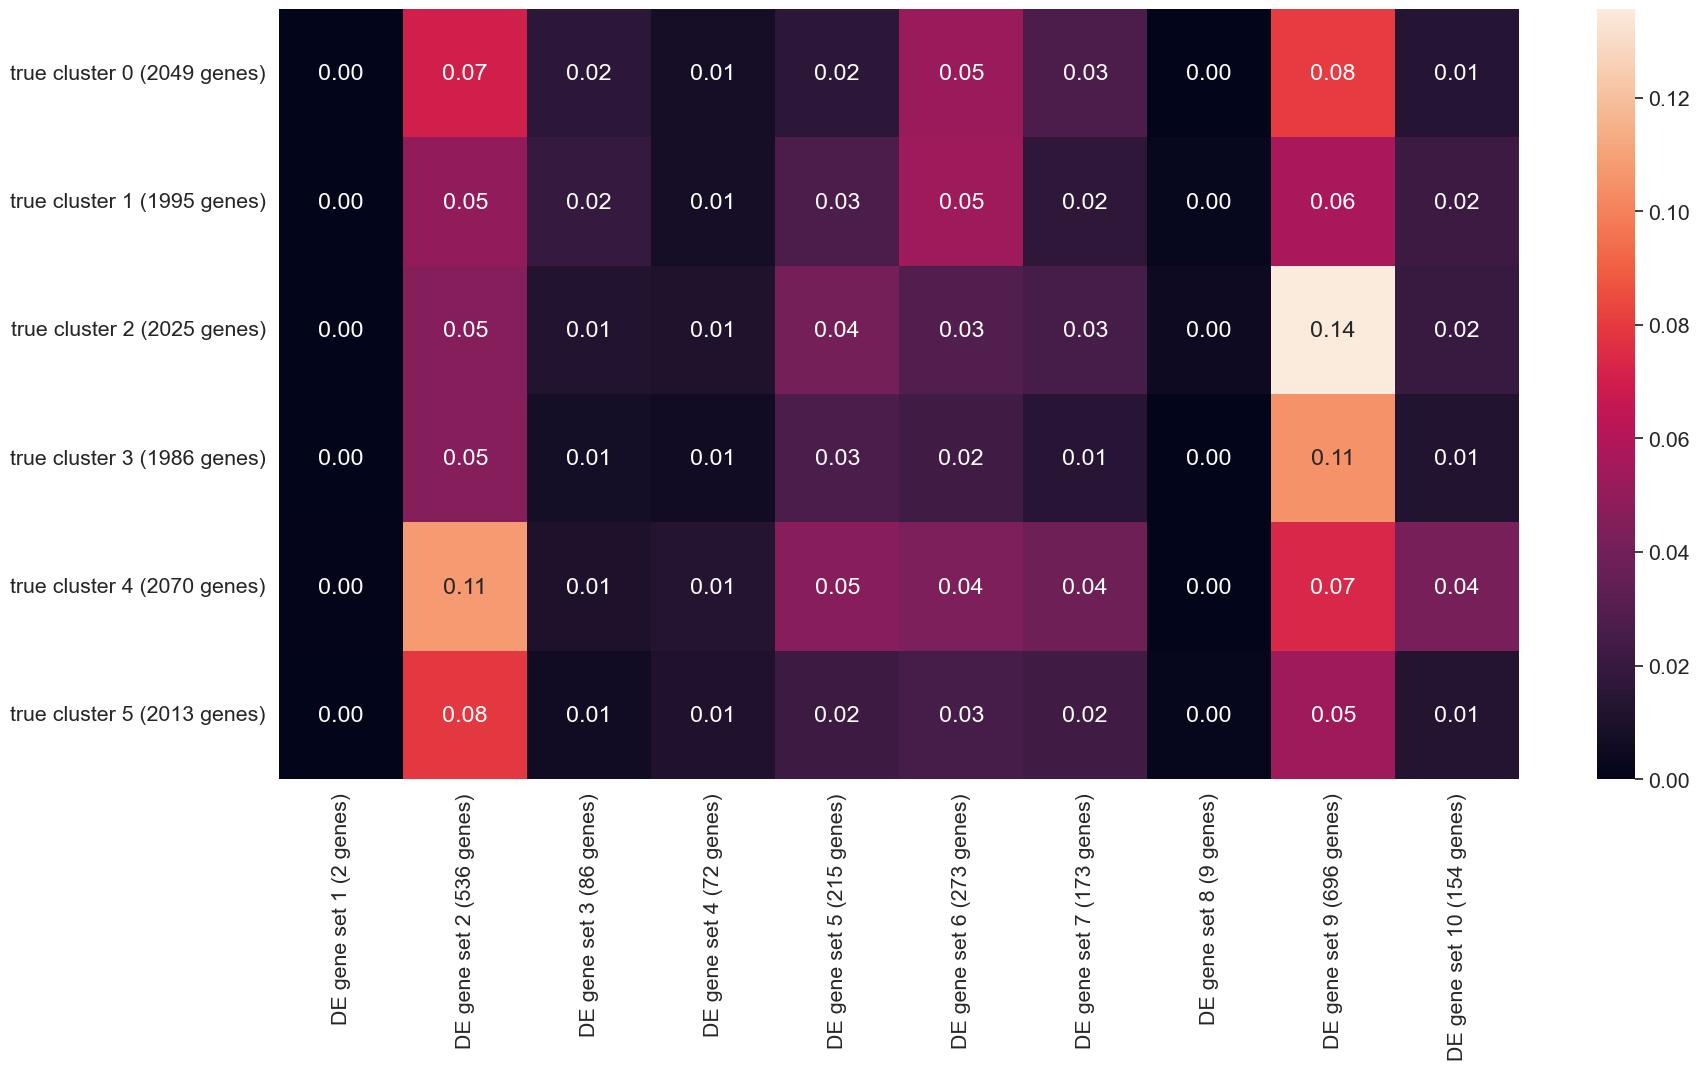 true cluster 0 (2049 genes) 0.00 0.07 0.02 0.01 0.02 0.05 0.03 0.00 0.08 0.01
true cluster 1 (1995 genes) 0.00 0.05 0.02 0.01 0.03 0.05 0.02 0.00 0.06 0.02
true cluster 2 (2025 genes) 0.00 0.05 0.01 0.01 0.04 0.03 0.03 0.00 0.14 0.02
true cluster 3 (1986 genes) 0.00 0.05 0.01 0.01 0.03 0.02 0.01 0.00 0.11 0.01
true cluster 4 (2070 genes) 0.00 0.11 0.01 0.01 0.05 0.04 0.04 0.00 0.07 0.04
true cluster 5 (2013 genes) 0.00 0.08 0.01 0.01 0.02 0.03 0.02 0.00 0.05 0.01
DE gene set 1 (2 genes)
DE gene set 2 (536 genes)
DE gene set 3 (86 genes)
DE gene set 4 (72 genes)
DE gene set 5 (215 genes)
DE gene set 6 (273 genes)
DE gene set 7 (173 genes)
DE gene set 8 (9 genes)
DE gene set 9 (696 genes)
DE gene set 10 (154 genes)
0.12
0.10
0.08
0.06
0.04
0.02
0.00